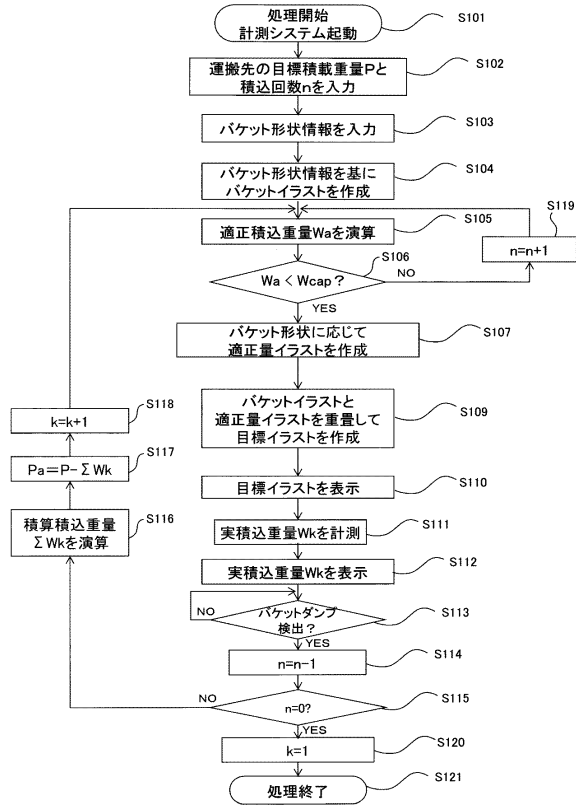 処理開始
計測システム起動
S101
運搬先の目標積載重量Pと
積込回数nを入力
S102
バケット形状情報を入力
S103
バケット形状情報を基に
バケットイラストを作成
S104
適正積込重量Waを演算
S105
S119
n=n+1
Wa < Wcap？
S106
NO
YES
バケット形状に応じて
適正量イラストを作成
S107
バケットイラストと
適正量イラストを重畳して
目標イラストを作成
S109
S118
k=k+1
S117
Pa=P-ΣWk
目標イラストを表示
S110
積算積込重量
ΣWkを演算
S116
実積込重量Wkを計測
S111
実積込重量Wkを表示
S112
バケットダンプ
検出？
S113
NO
YES
n=n-1
S114
n=0?
S115
NO
YES
k=1
S120
処理終了
S121